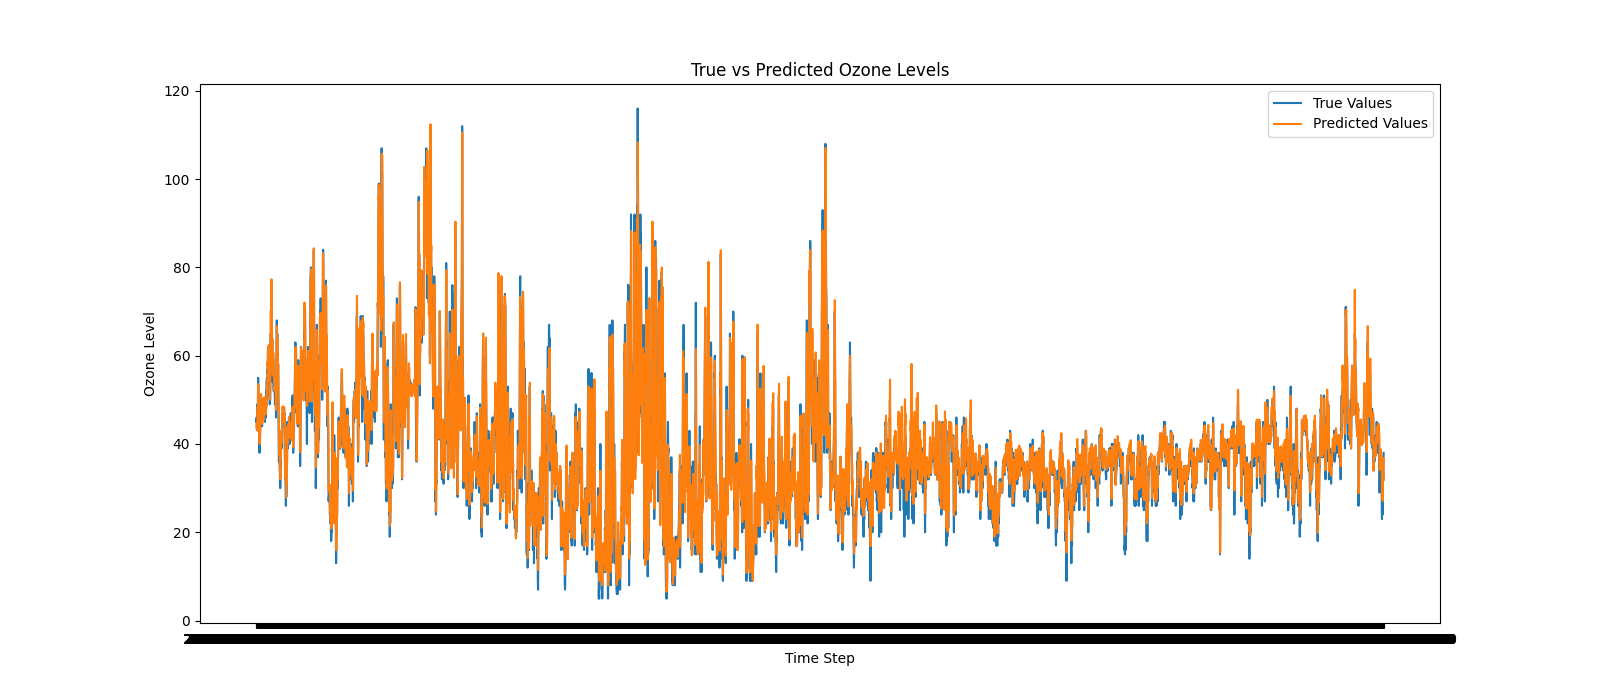 True vs Predicted Ozone Levels
True Values
Predicted Values
120
100
80
60
40
20
0
Ozone Level
Time Step